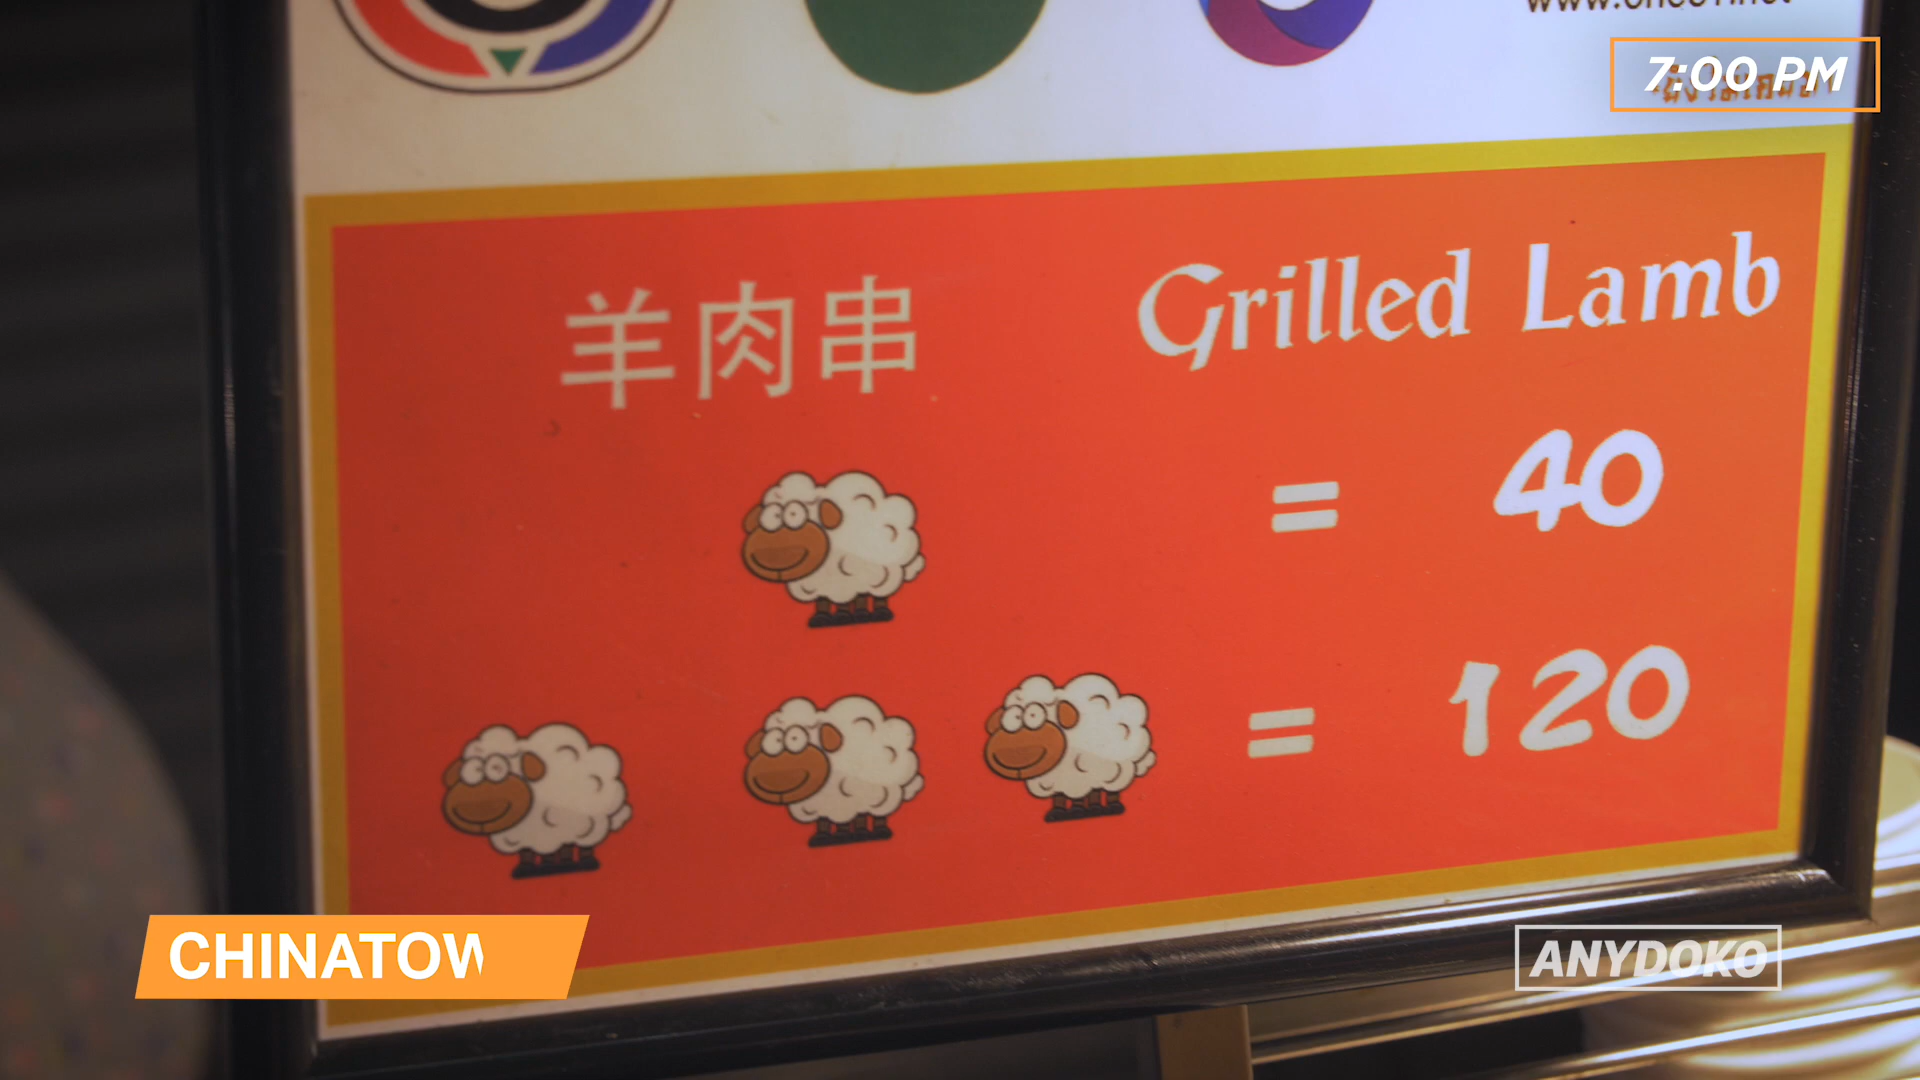 7:00 PM
羊肉串 Grilled Lamb
= 40
= 120
CHINATOW
ANYDOKO